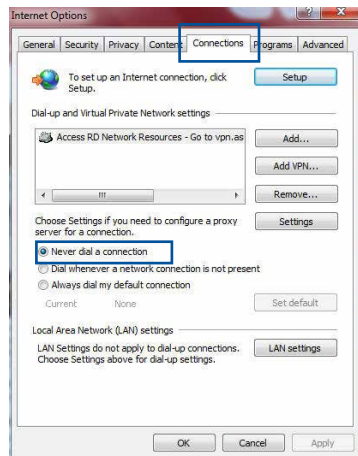 Internet Options
General Security Privacy Content Connections Programs Advanced
To set up an Internet connection, click
Setup.
Setup
Dial-up and Virtual Private Network settings
Access RD Network Resources - Go to vpn.as
Add...
Add VPN...
Remove...
Choose Settings if you need to configure a proxy
server for a connection.
Settings
Never dial a connection
Dial whenever a network connection is not present
Always dial my default connection
Current None
Set default
Local Area Network (LAN) settings
LAN Settings do not apply to dial-up connections.
Choose Settings above for dial-up settings.
LAN settings
OK Cancel Apply